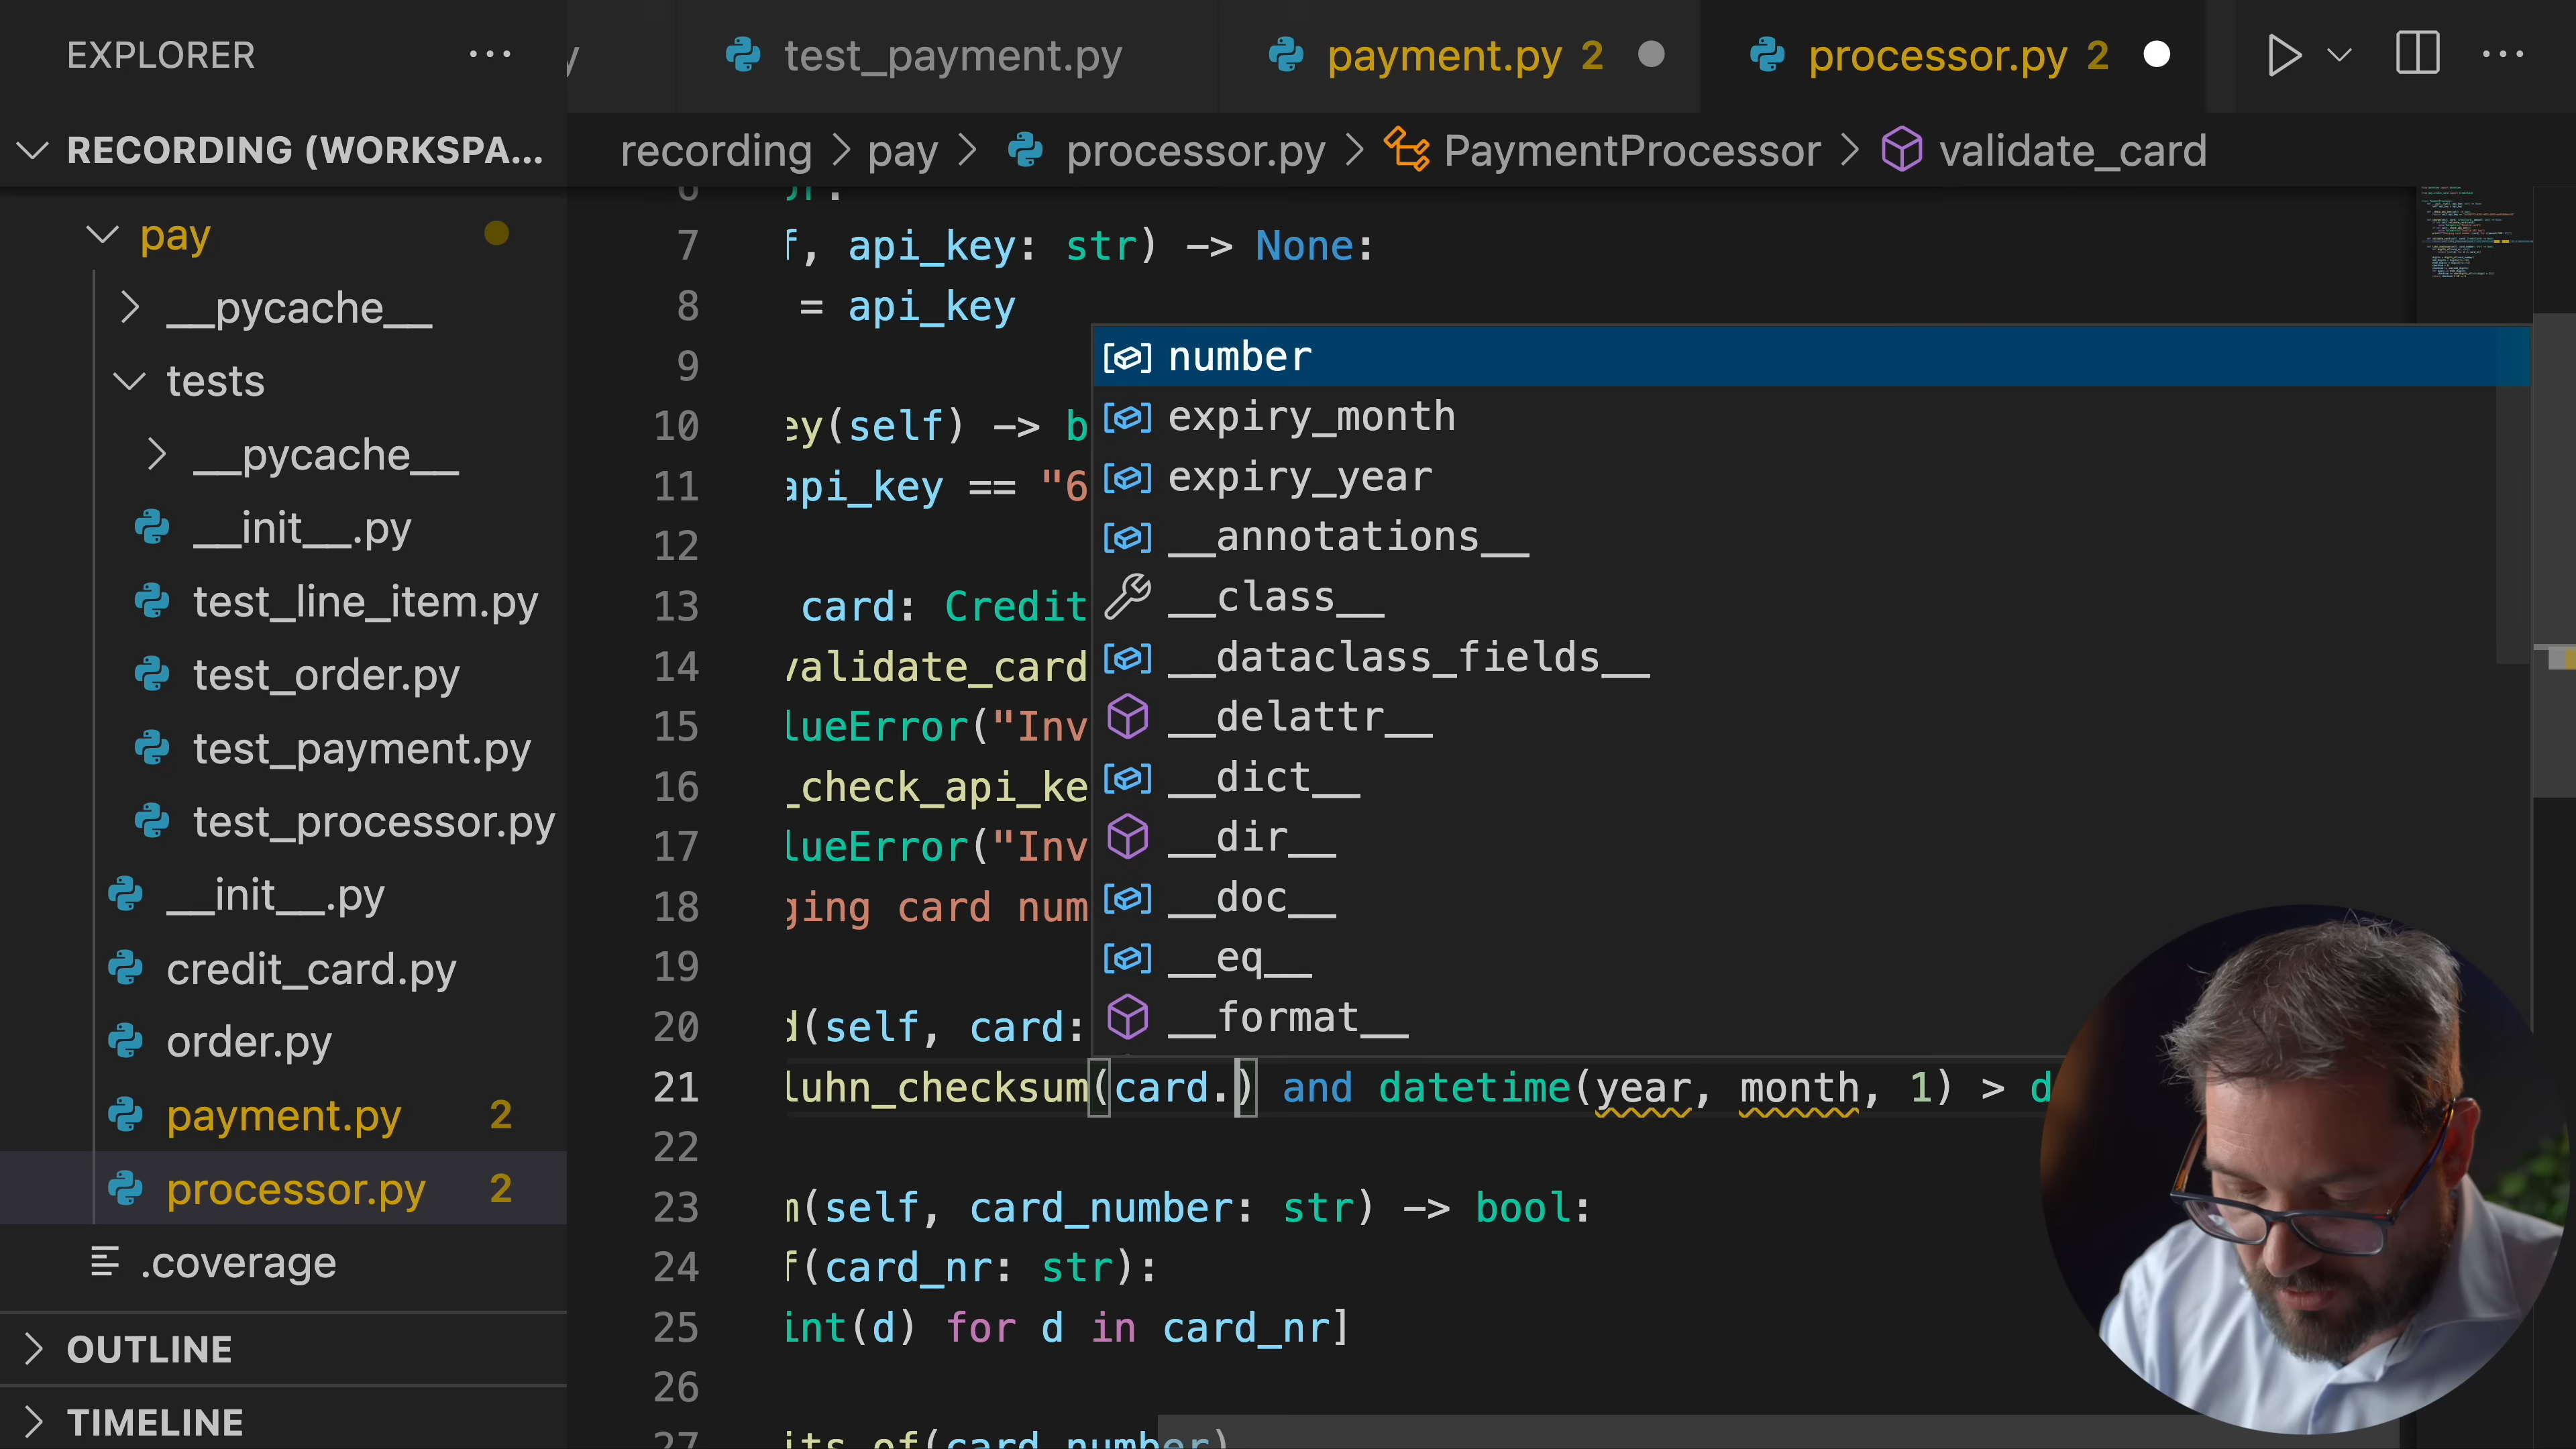 EXPLORER
y
test_payment.py
payment.py 2
processor.py 2
RECORDING (WORKSPA...
recording > pay > processor.py > PaymentProcessor > validate_card
pay
__pycache__
tests
__pycache__
__init__.py
test_line_item.py
test_order.py
test_payment.py
test_processor.py
__init__.py
credit_card.py
order.py
payment.py 2
processor.py 2
.coverage
OUTLINE
TIMELINE
6 or:
7 f, api_key: str) -> None:
8 = api_key
9
10 ey(self) -> b
11 api_key == "6
12
13 card: Credit
14 validate_card
15 lueError("Inv
16 _check_api_ke
17 lueError("Inv
18 ging card num
19
20 d(self, card:
21 luhn_checksum(card.) and datetime(year, month, 1) > d
22
23 m(self, card_number: str) -> bool:
24 f(card_nr: str):
25 int(d) for d in card_nr]
26
27 its_of(card_number)
number
expiry_month
expiry_year
__annotations__
__class__
__dataclass_fields__
__delattr__
__dict__
__dir__
__doc__
__eq__
__format__